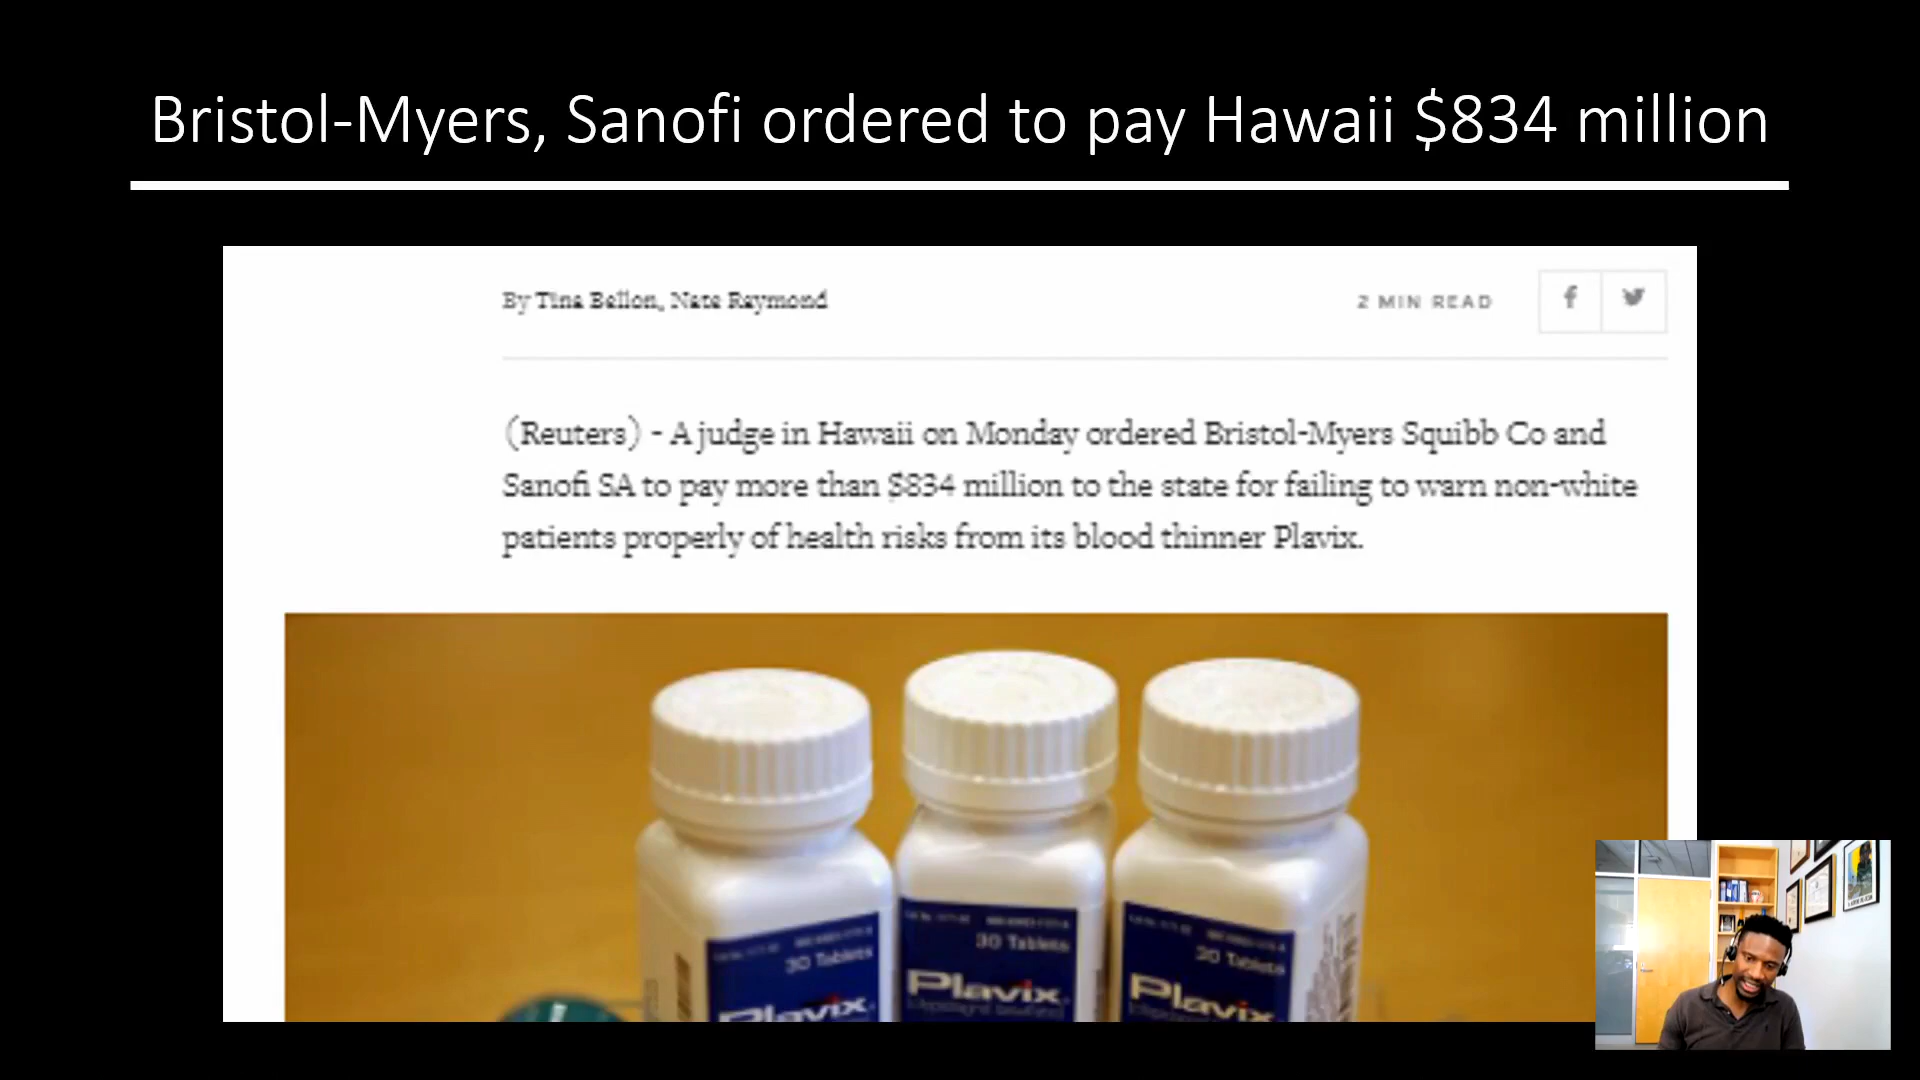 Bristol-Myers, Sanofi ordered to pay Hawaii $834 million
By Tina Bellon, Nate Raymond
2 MIN READ
(Reuters) - A judge in Hawaii on Monday ordered Bristol-Myers Squibb Co and
Sanofi SA to pay more than $834 million to the state for failing to warn non-white
patients properly of health risks from its blood thinner Plavix.
30 Tablets
Plavix
30 Tablets
Plavix
30 Tablets
Plavix